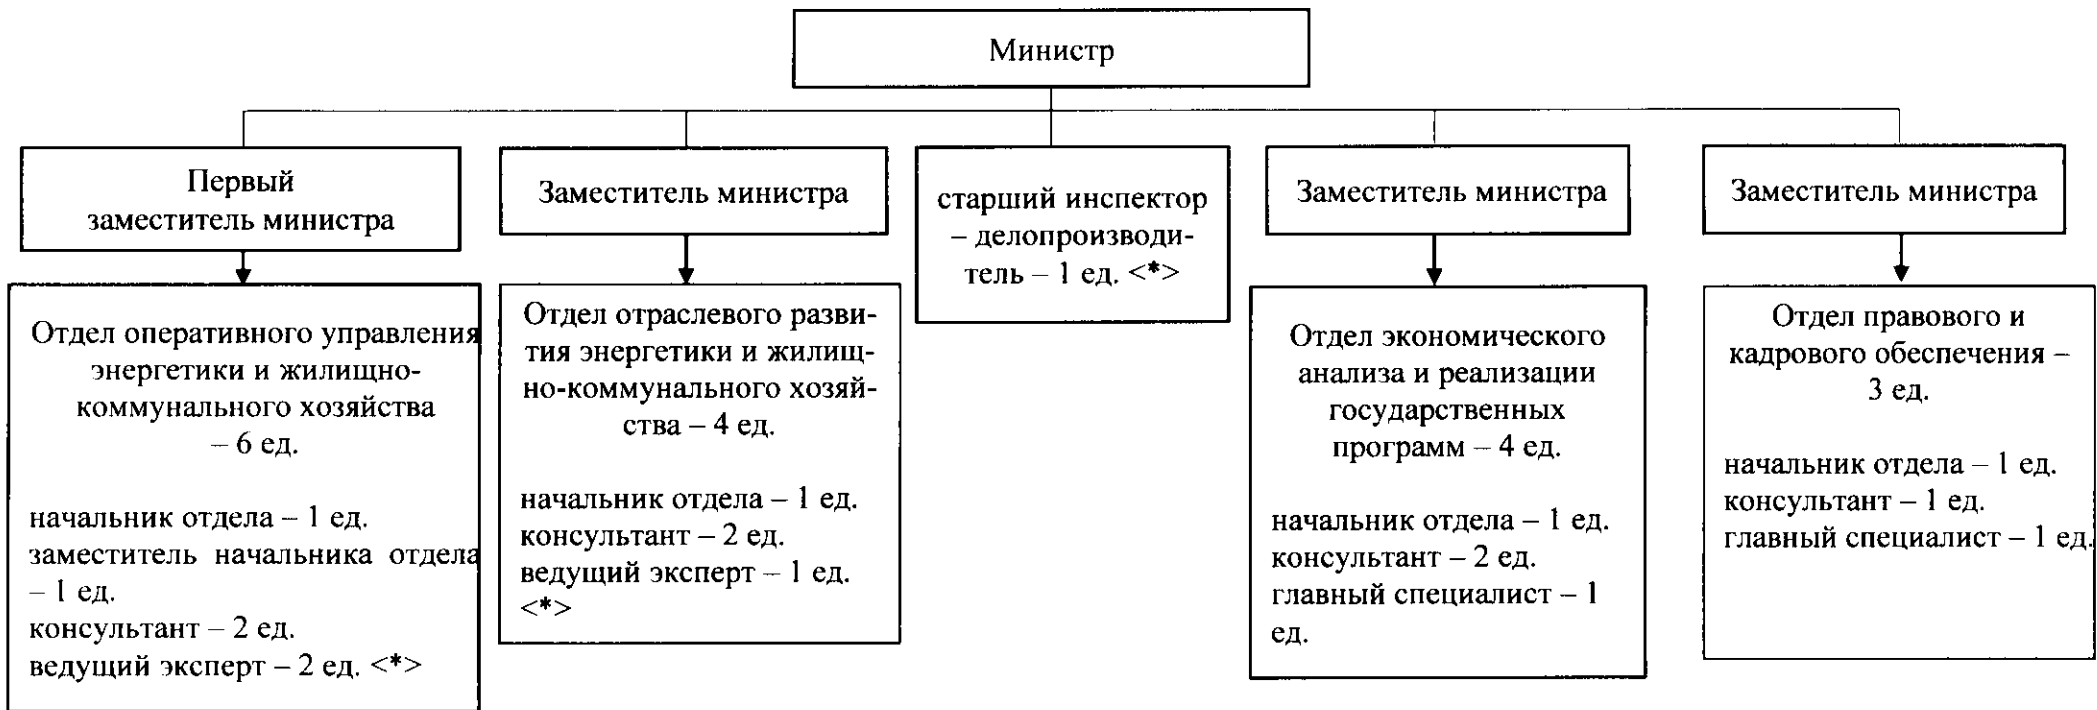 Министр
Первый
заместитель министра
Заместитель министра
старший инспектор
– делопроизводи-
тель – 1 ед. <*>
Заместитель министра
Заместитель министра
Отдел оперативного управления
энергетики и жилищно-
коммунального хозяйства
– 6 ед.
начальник отдела – 1 ед.
заместитель начальника отдела
– 1 ед.
консультант – 2 ед.
ведущий эксперт – 2 ед. <*>
Отдел отраслевого разви-
тия энергетики и жилищ-
но-коммунального хозяй-
ства – 4 ед.
начальник отдела – 1 ед.
консультант – 2 ед.
ведущий эксперт – 1 ед.
<*>
Отдел экономического
анализа и реализации
государственных
программ – 4 ед.
начальник отдела – 1 ед.
консультант – 2 ед.
главный специалист – 1
ед.
Отдел правового и
кадрового обеспечения –
3 ед.
начальник отдела – 1 ед.
консультант – 1 ед.
главный специалист – 1 ед.